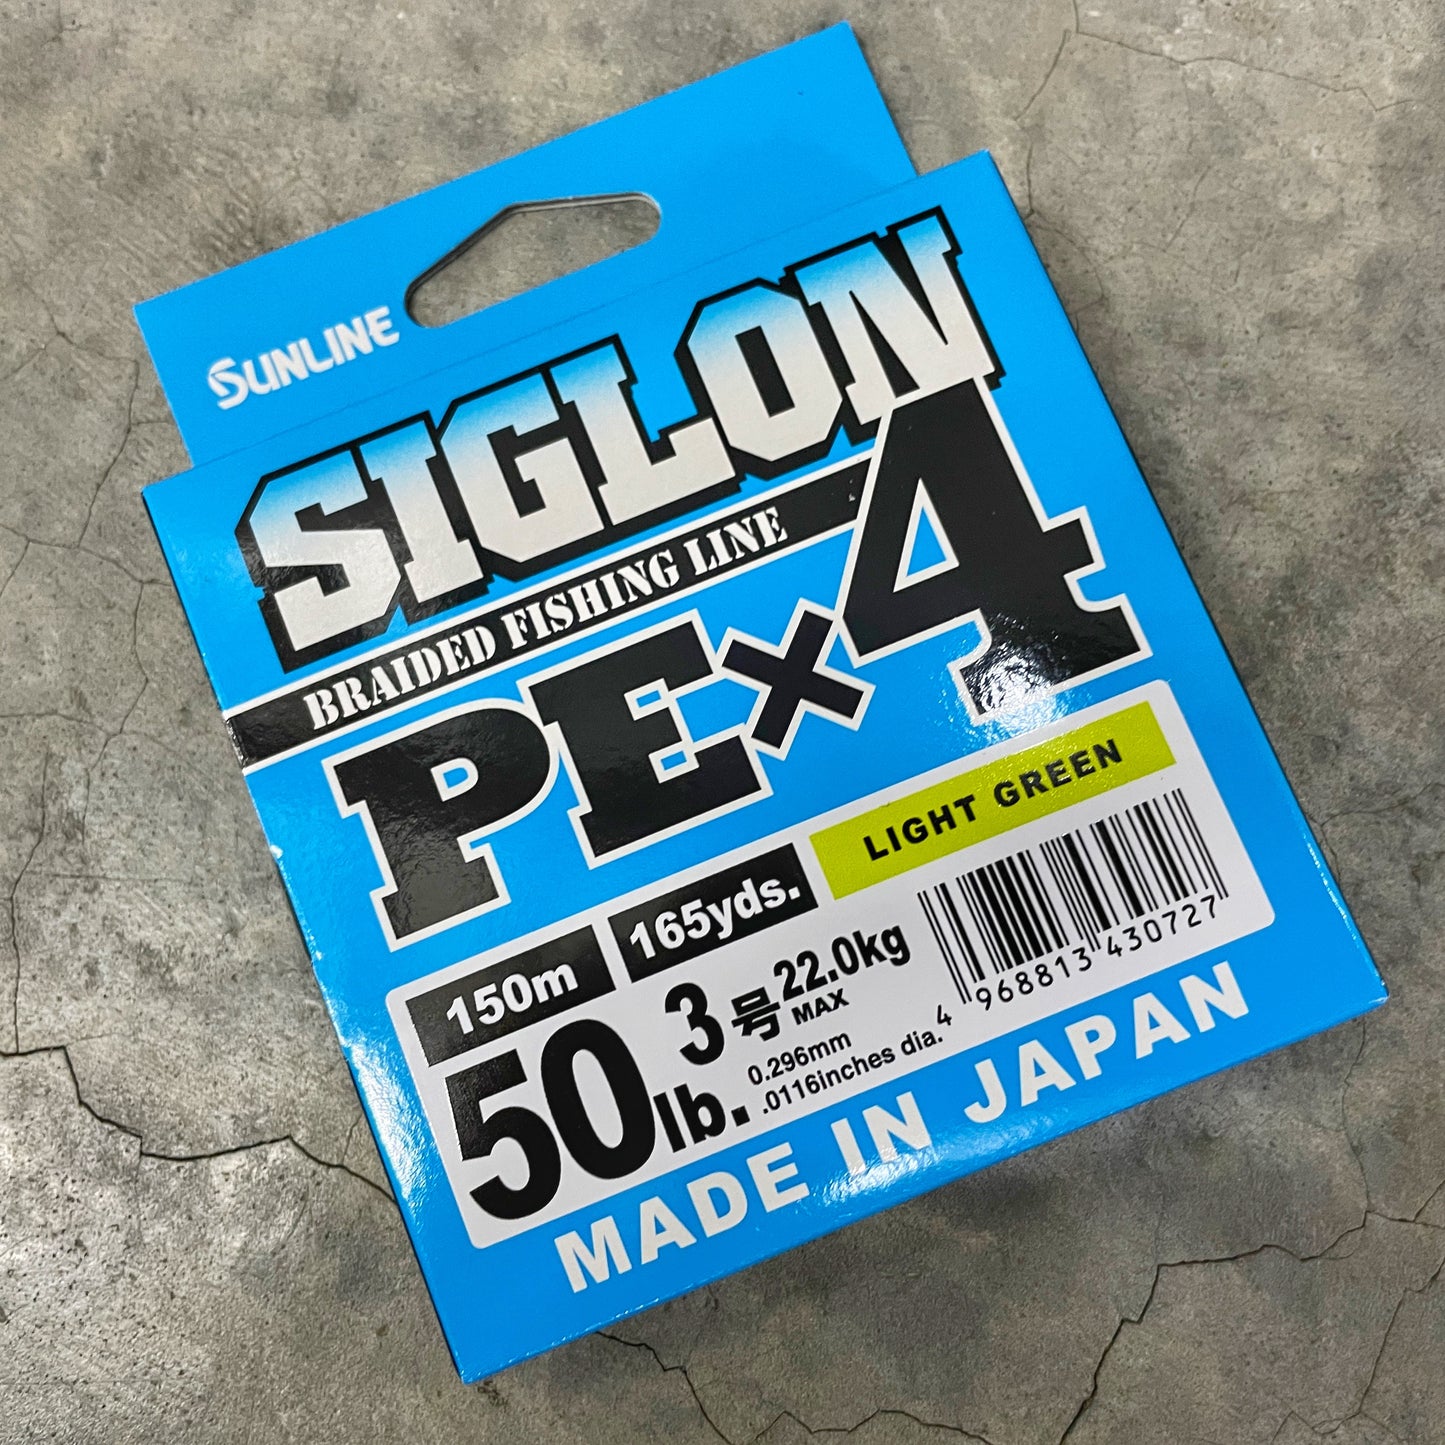 SUNLINE
SIGLON
BRAIDED FISHING LINE
PE×4
LIGHT GREEN
150m 165yds.
50lb. 3号 22.0kg MAX
0.296mm
.0116inches dia.
4 968813 430727
MADE IN JAPAN